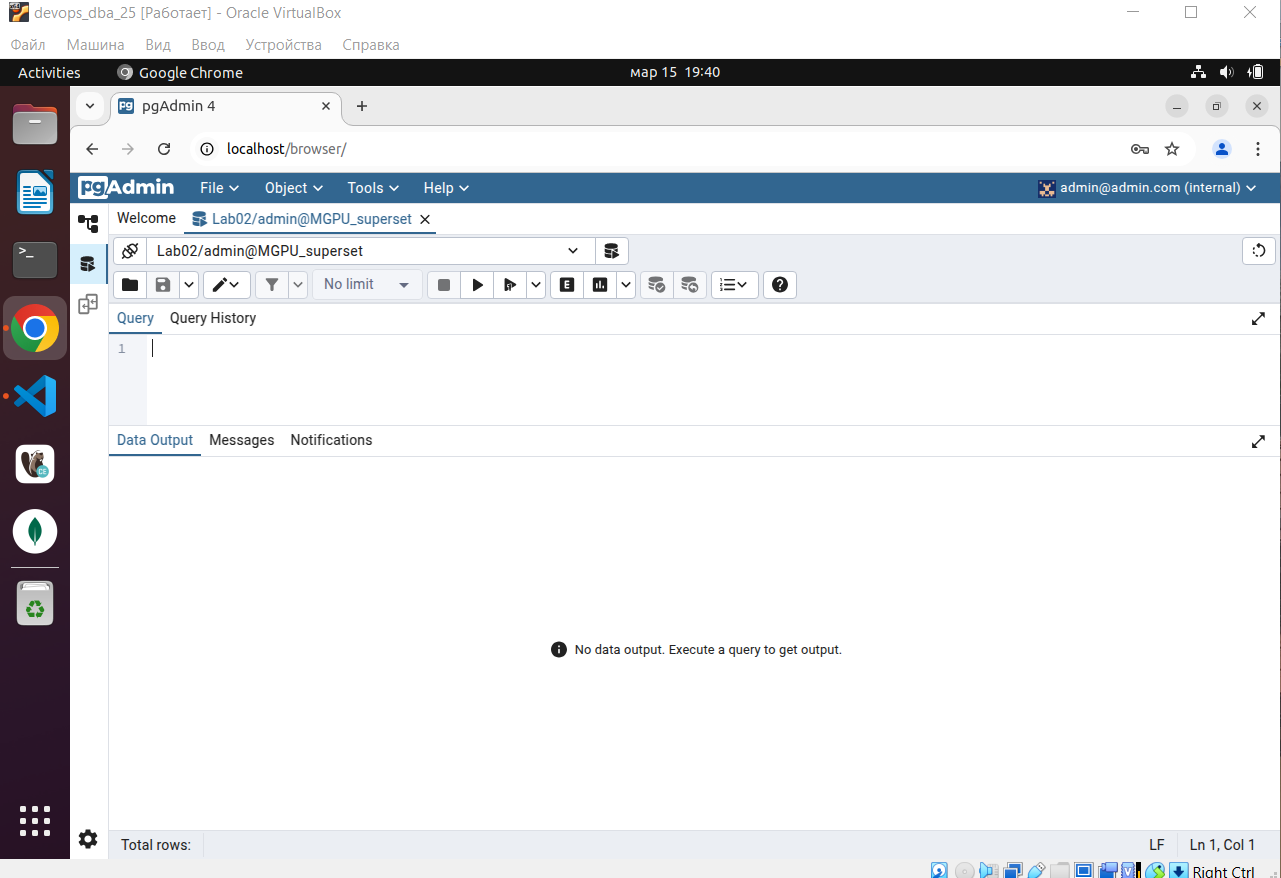 devops_dba_25 [Работает] - Oracle VirtualBox
Файл Машина Вид Ввод Устройства Справка
Activities Google Chrome мар 15 19:40
pgAdmin 4
localhost/browser/
pgAdmin File Object Tools Help admin@admin.com (internal)
Welcome Lab02/admin@MGPU_superset
Lab02/admin@MGPU_superset
No limit
Query Query History
1
Data Output Messages Notifications
No data output. Execute a query to get output.
Total rows: LF Ln 1, Col 1
Right Ctrl